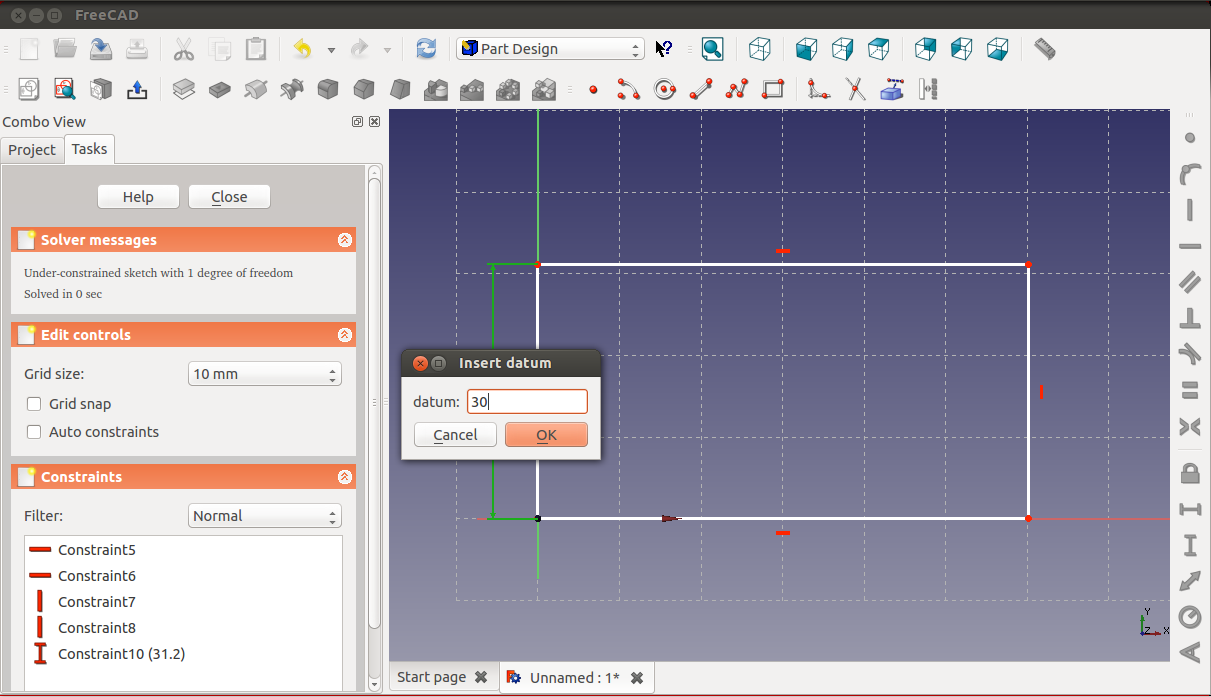 FreeCAD
Part Design
Combo View
Project
Tasks
Help
Close
Solver messages
Under-constrained sketch with 1 degree of freedom
Solved in 0 sec
Edit controls
Grid size:
10 mm
Grid snap
Auto constraints
Constraints
Filter:
Normal
Constraint5
Constraint6
Constraint7
Constraint8
Constraint10 (31.2)
Insert datum
datum:
30
Cancel
OK
Y
Z
X
Start page
Unnamed : 1*